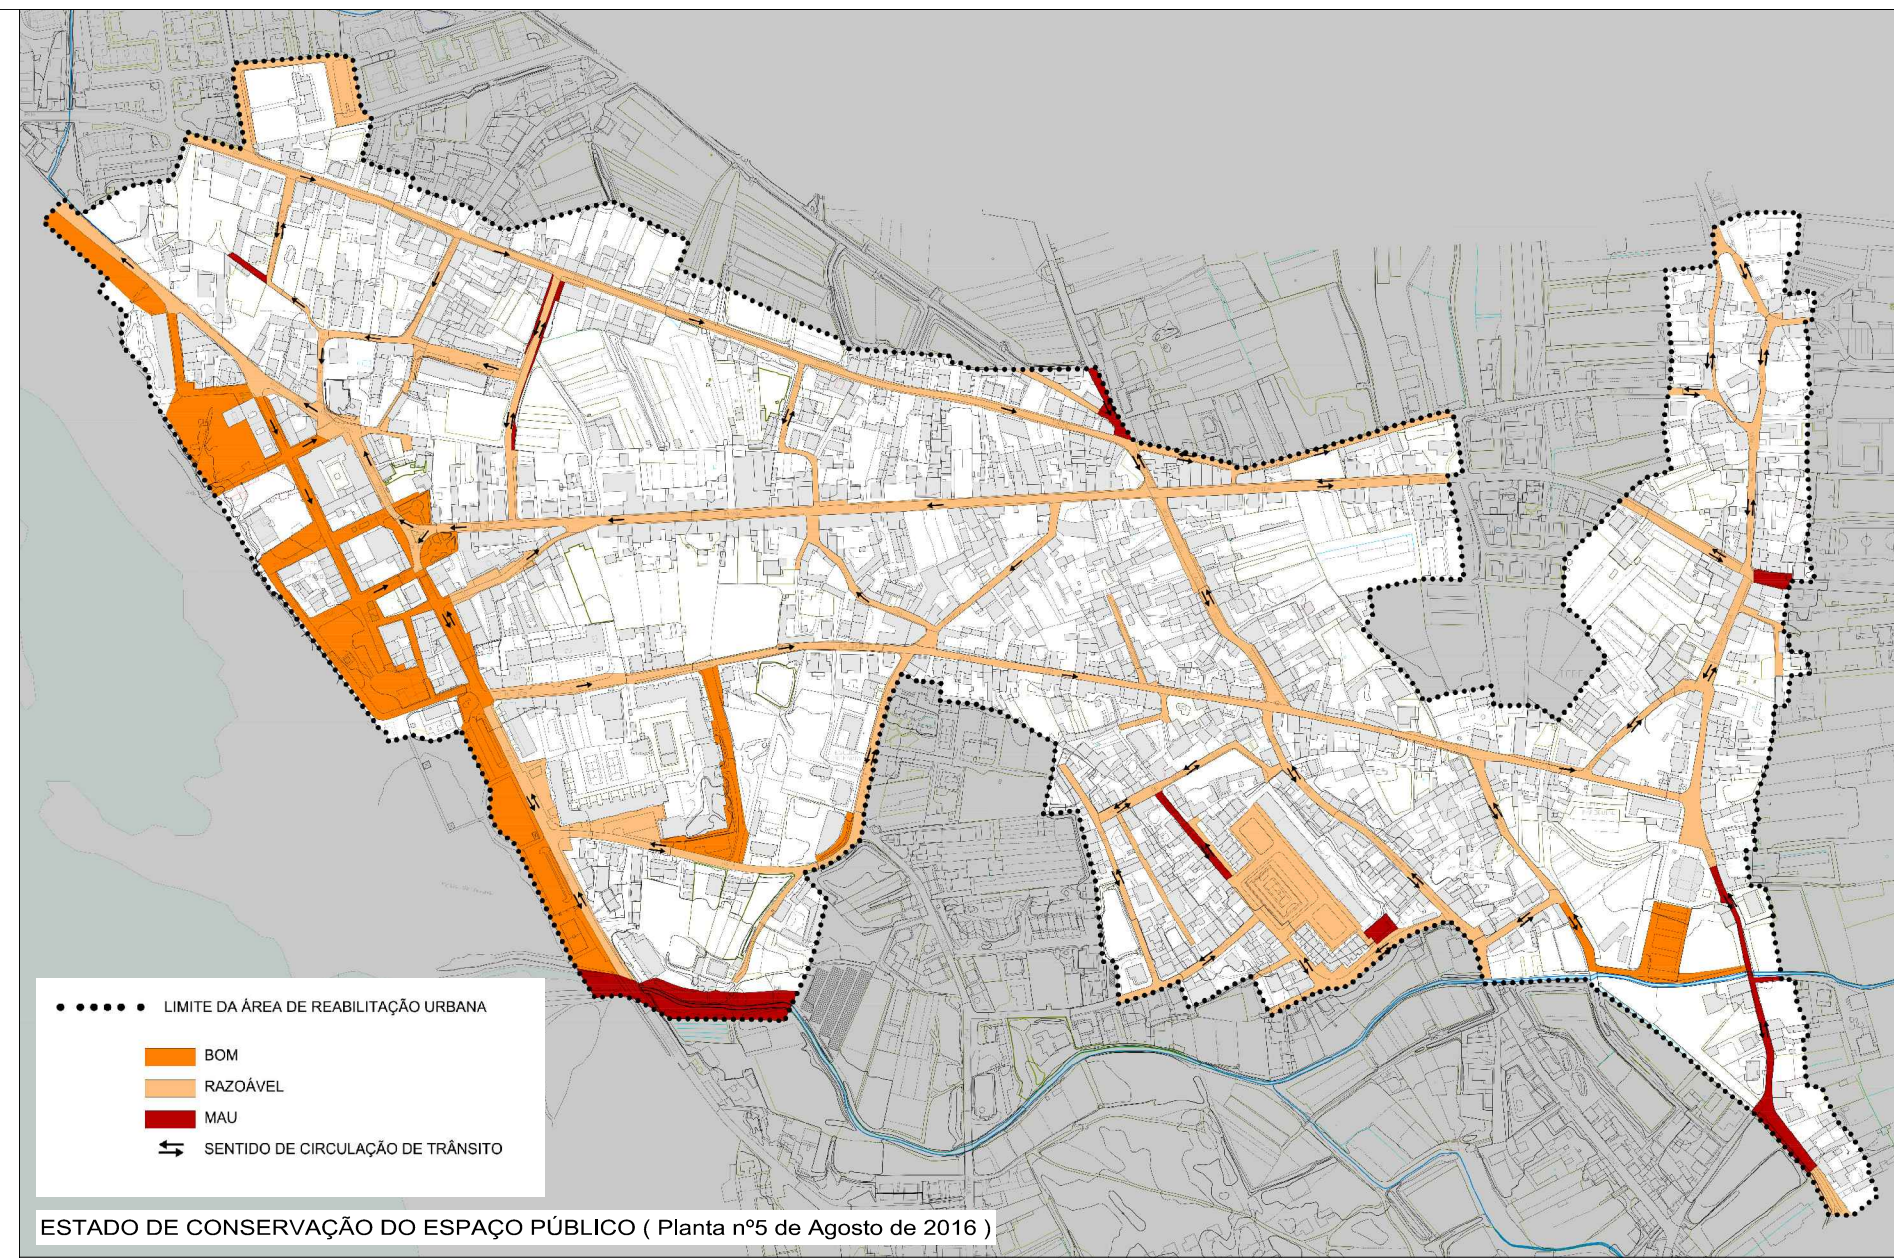 LIMITE DA ÁREA DE REABILITAÇÃO URBANA
BOM
RAZOÁVEL
MAU
SENTIDO DE CIRCULAÇÃO DE TRÂNSITO
ESTADO DE CONSERVAÇÃO DO ESPAÇO PÚBLICO ( Planta nº5 de Agosto de 2016 )